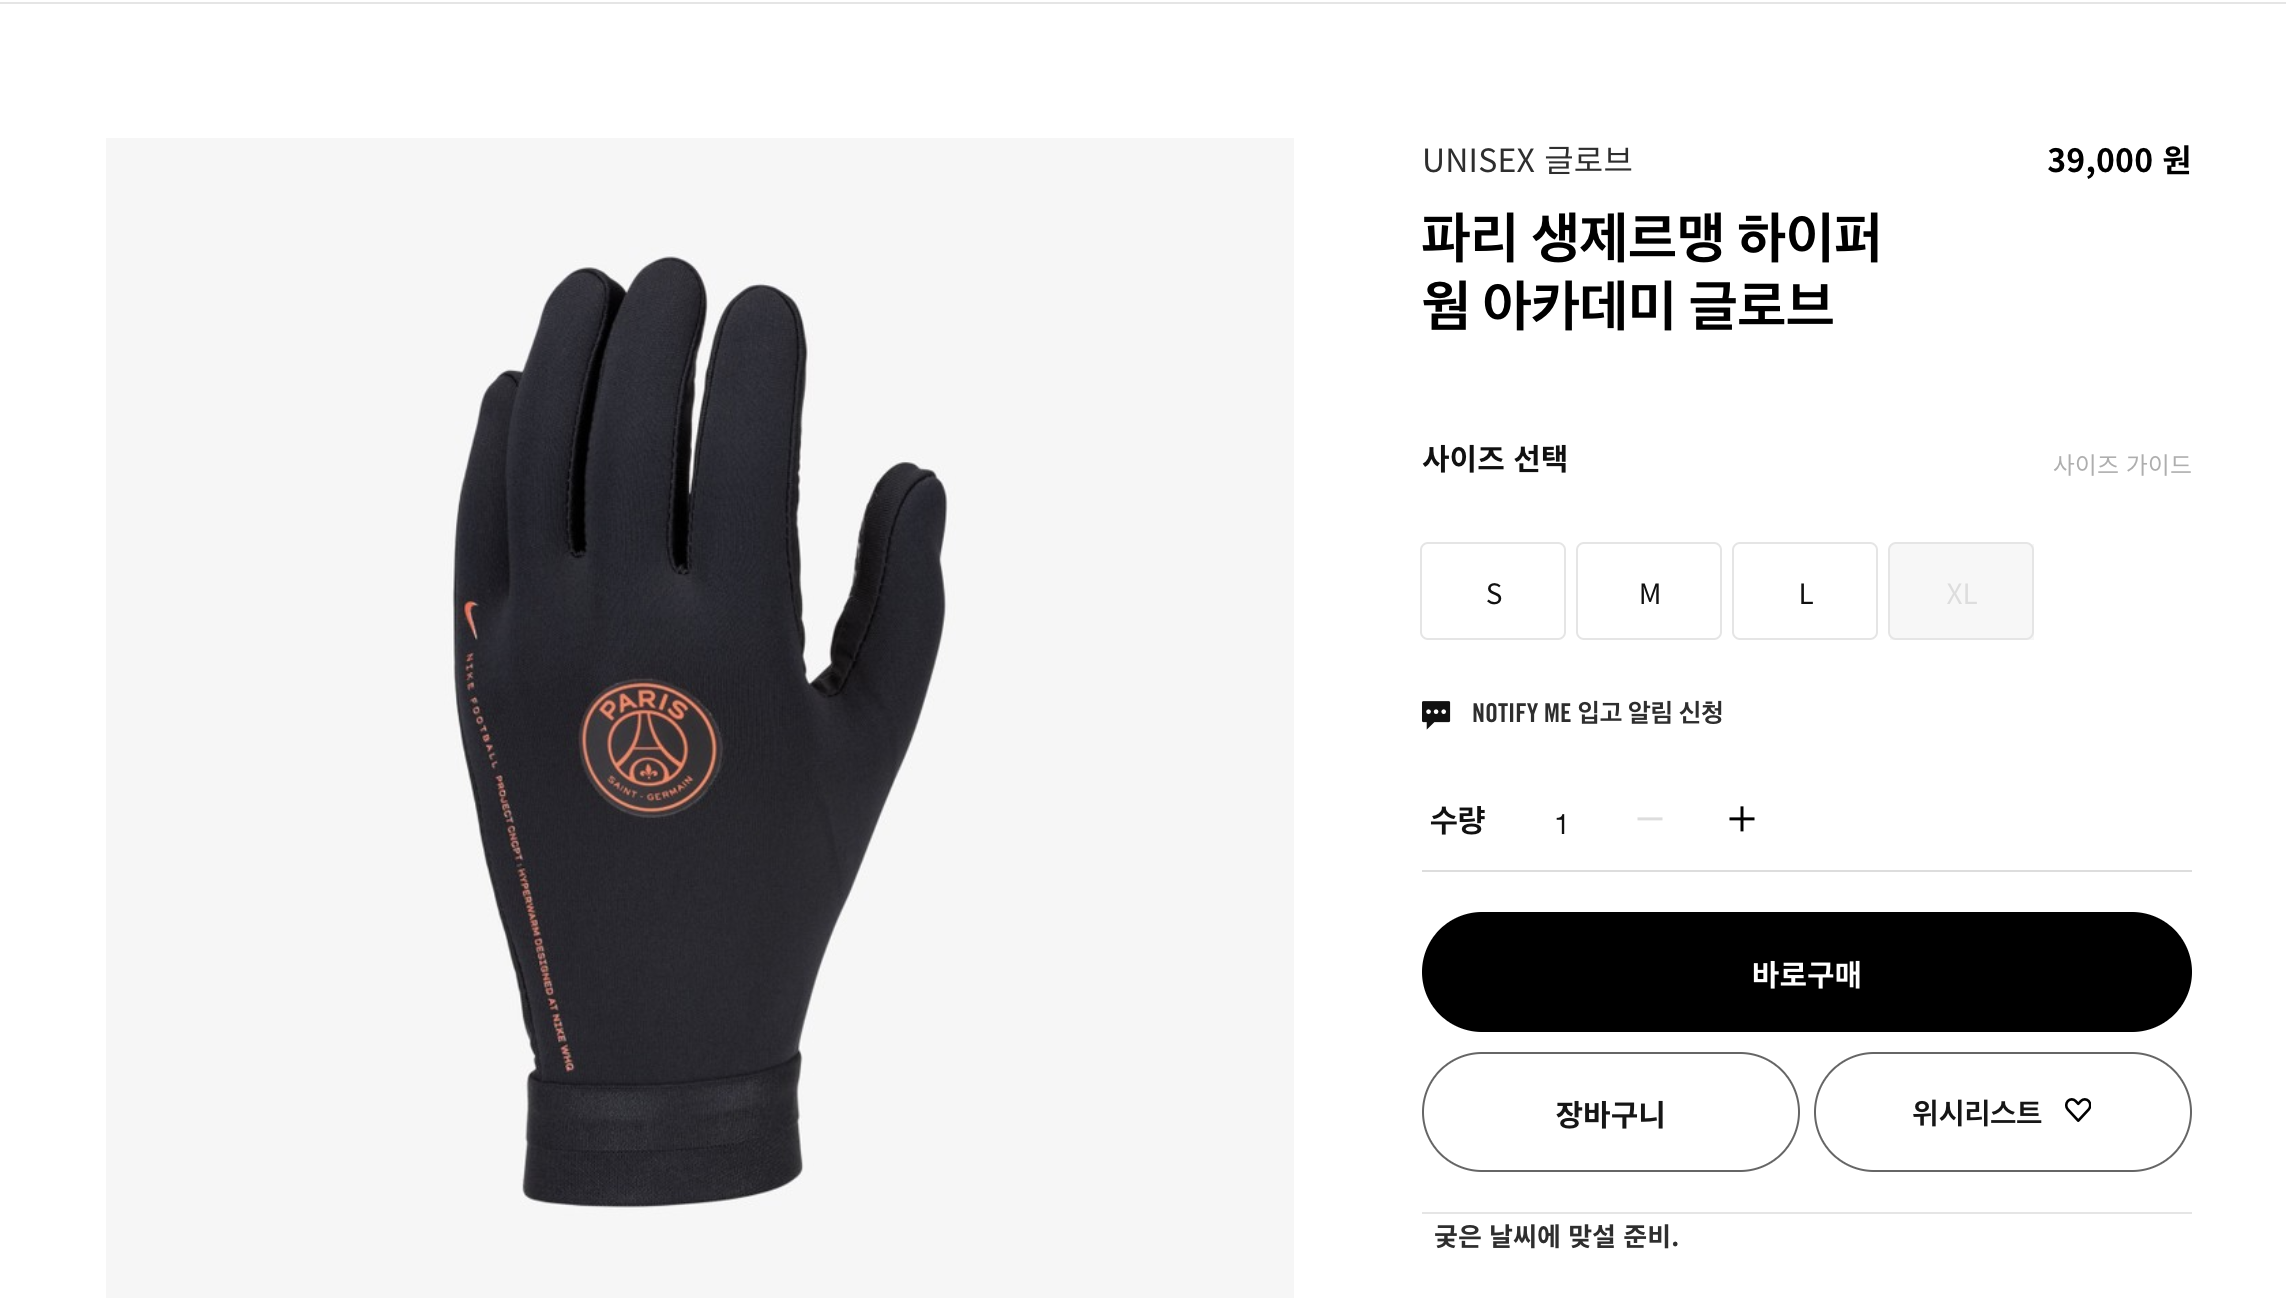 UNISEX 글로브
39,000 원
파리 생제르맹 하이퍼
웜 아카데미 글로브
사이즈 선택
사이즈 가이드
S
M
L
XL
NOTIFY ME 입고 알림 신청
수량
1
바로구매
장바구니
위시리스트
궂은 날씨에 맞설 준비.
PARIS
SAINT - GERMAIN
NIKE FOOTBALL PROJECT CNCPT : HYPERWARM DESIGNED AT NIKE WHQ